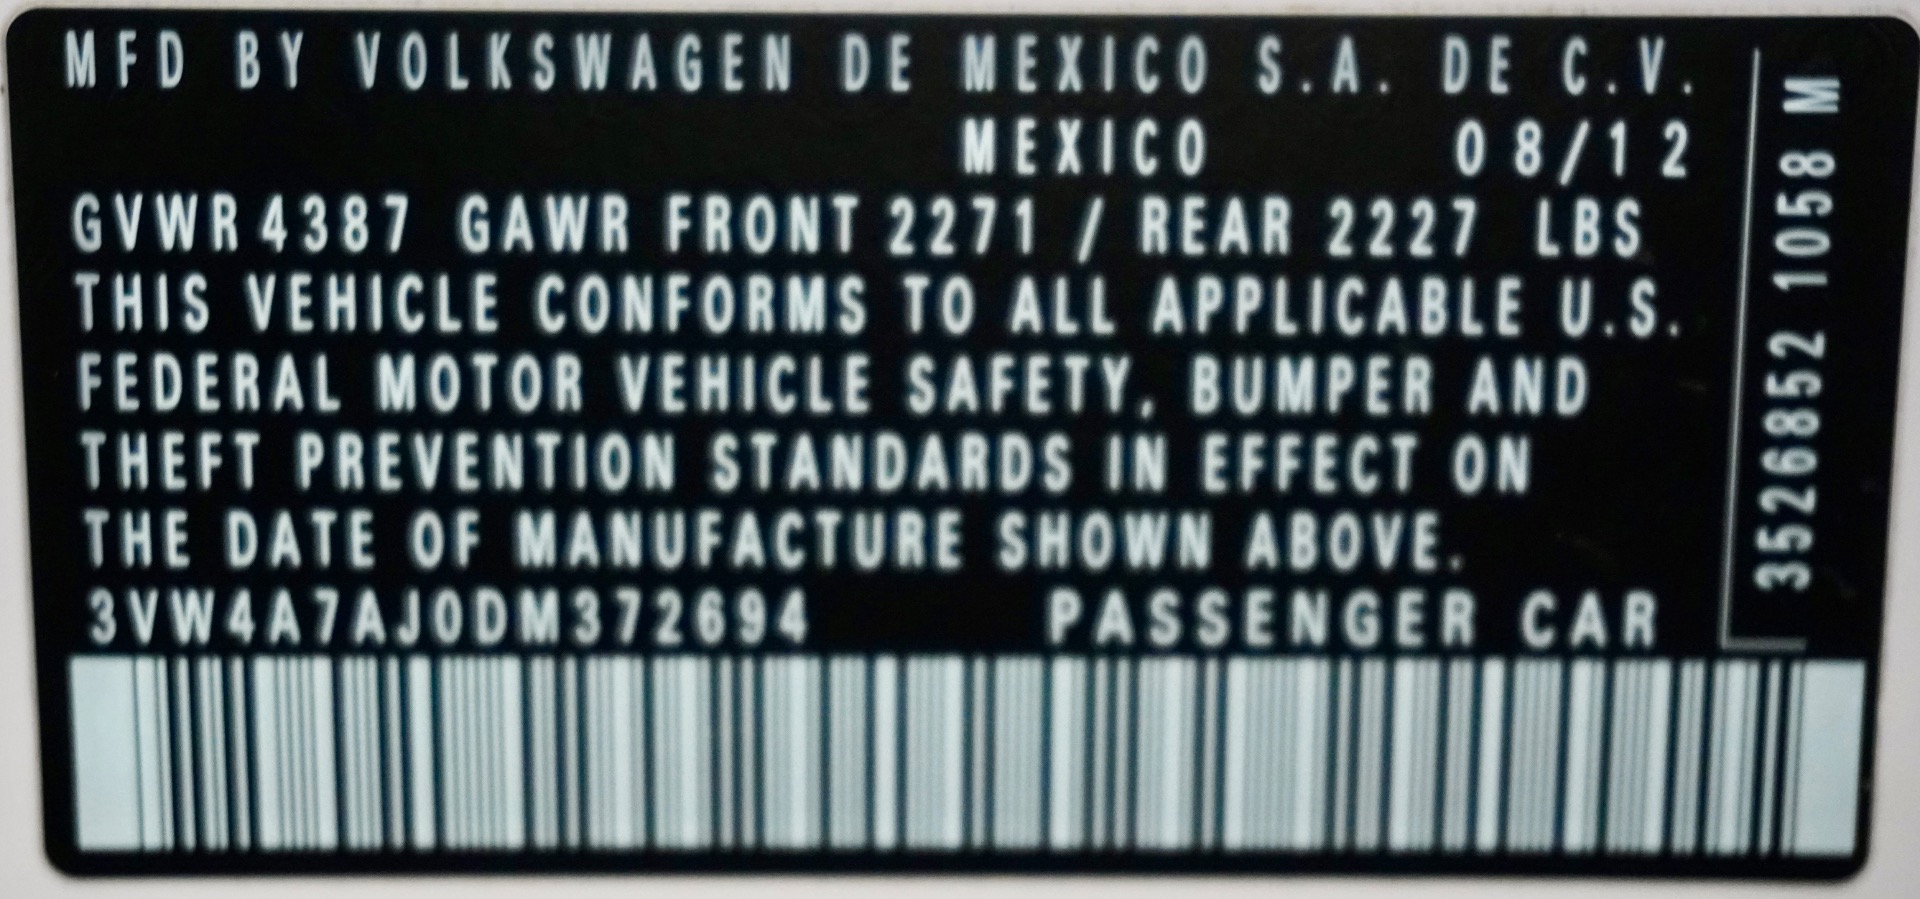 MFD BY VOLKSWAGEN DE MEXICO S.A. DE C.V.
MEXICO 08/12
GVWR 4387 GAWR FRONT 2271 / REAR 2227 LBS
THIS VEHICLE CONFORMS TO ALL APPLICABLE U.S.
FEDERAL MOTOR VEHICLE SAFETY, BUMPER AND
THEFT PREVENTION STANDARDS IN EFFECT ON
THE DATE OF MANUFACTURE SHOWN ABOVE.
3VW4A7AJ0DM372694 PASSENGER CAR
3526852 1058 M